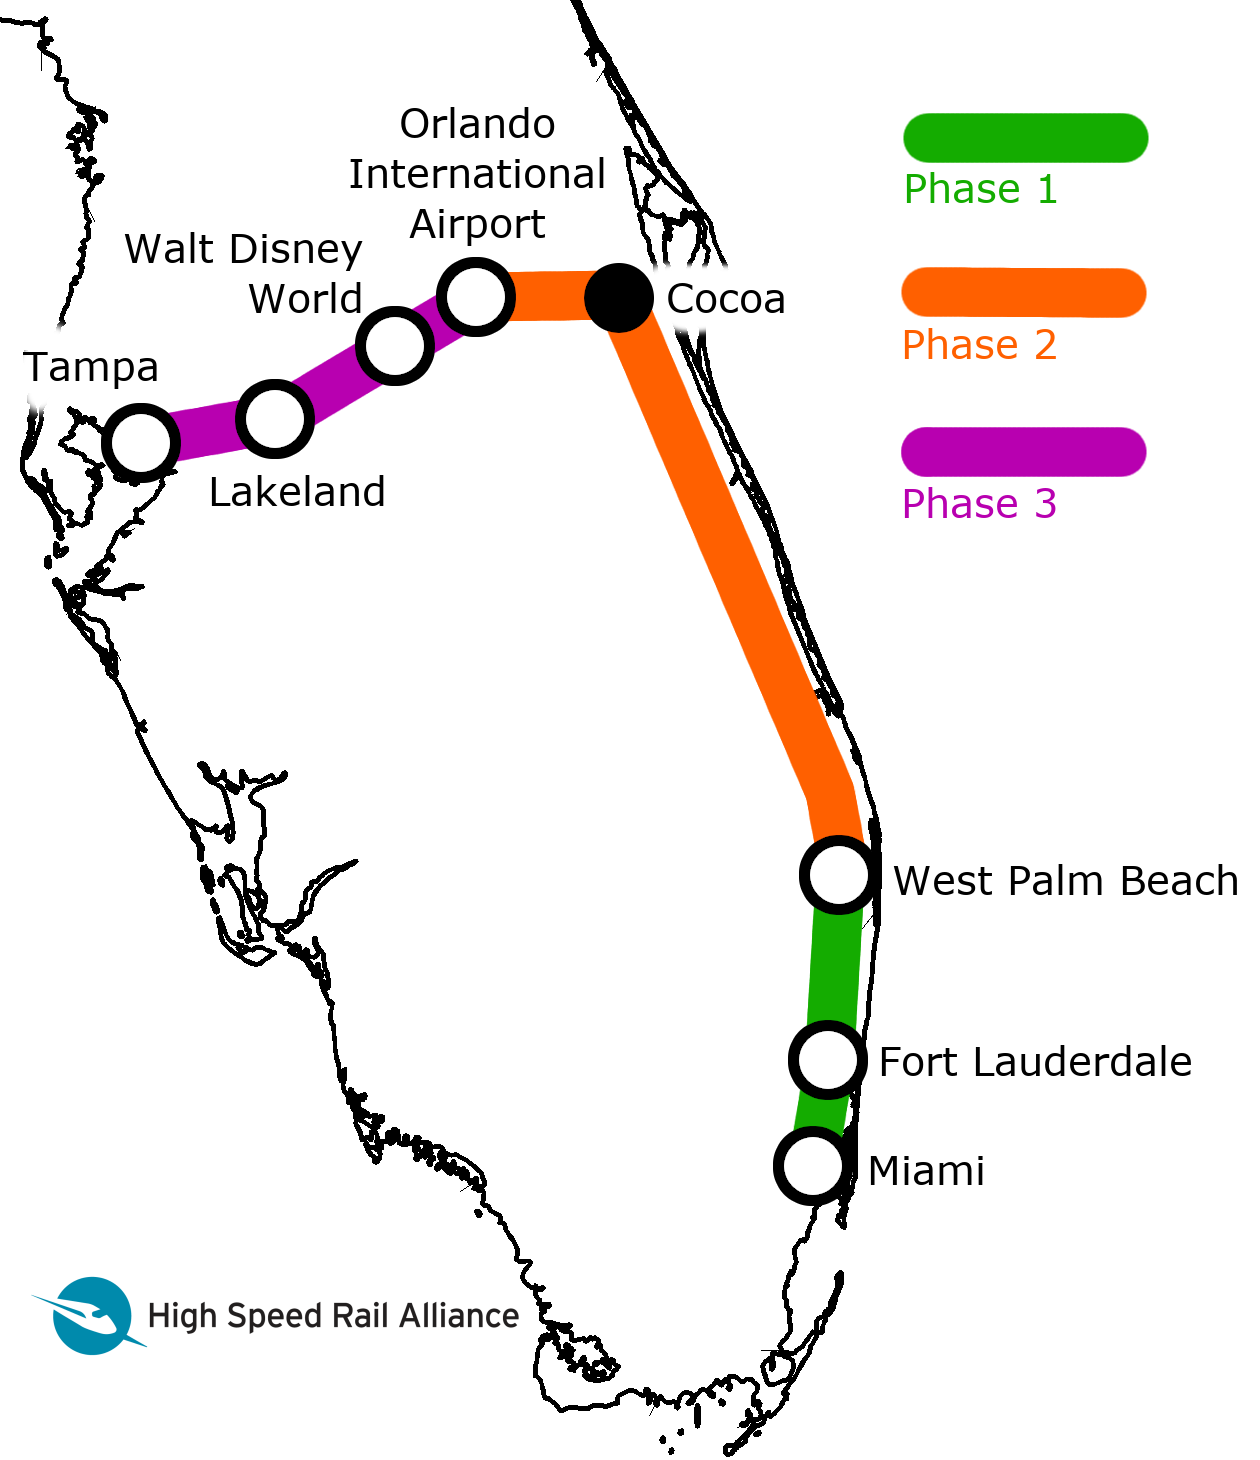 Orlando
International
Airport
Walt Disney
World
Cocoa
Tampa
Lakeland
Phase 1
Phase 2
Phase 3
West Palm Beach
Fort Lauderdale
Miami
High Speed Rail Alliance